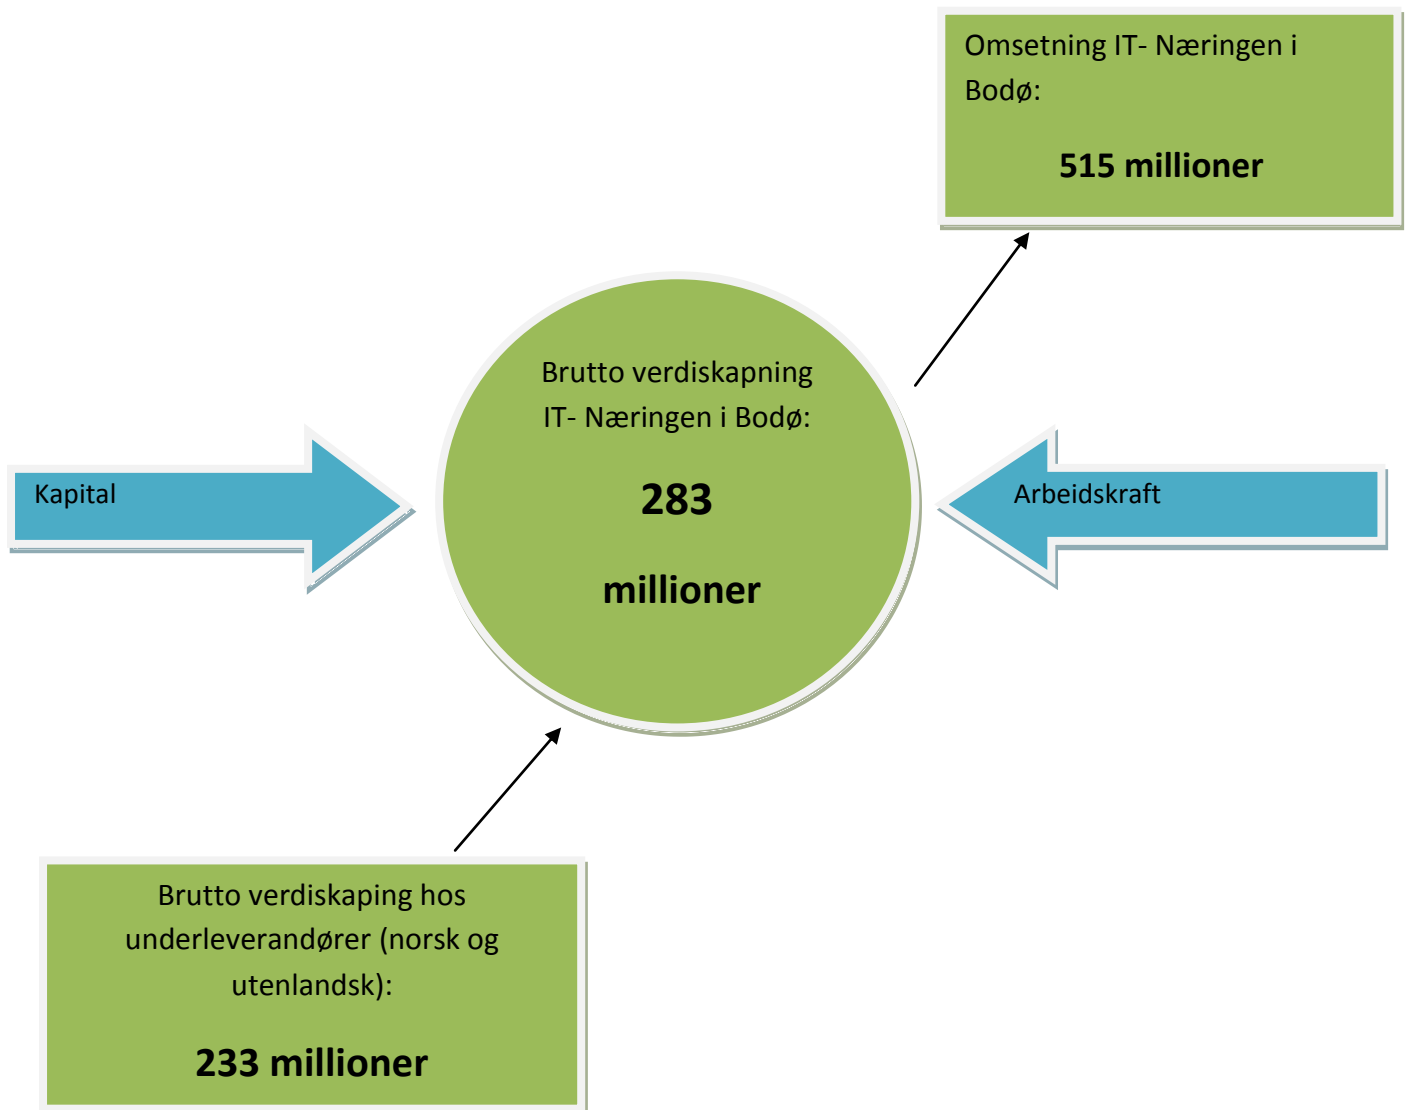 Omsetning IT- Næringen i
Bodø:
515 millioner
Brutto verdiskapning
IT- Næringen i Bodø:
283
millioner
Kapital
Arbeidskraft
Brutto verdiskaping hos
underleverandører (norsk og
utenlandsk):
233 millioner